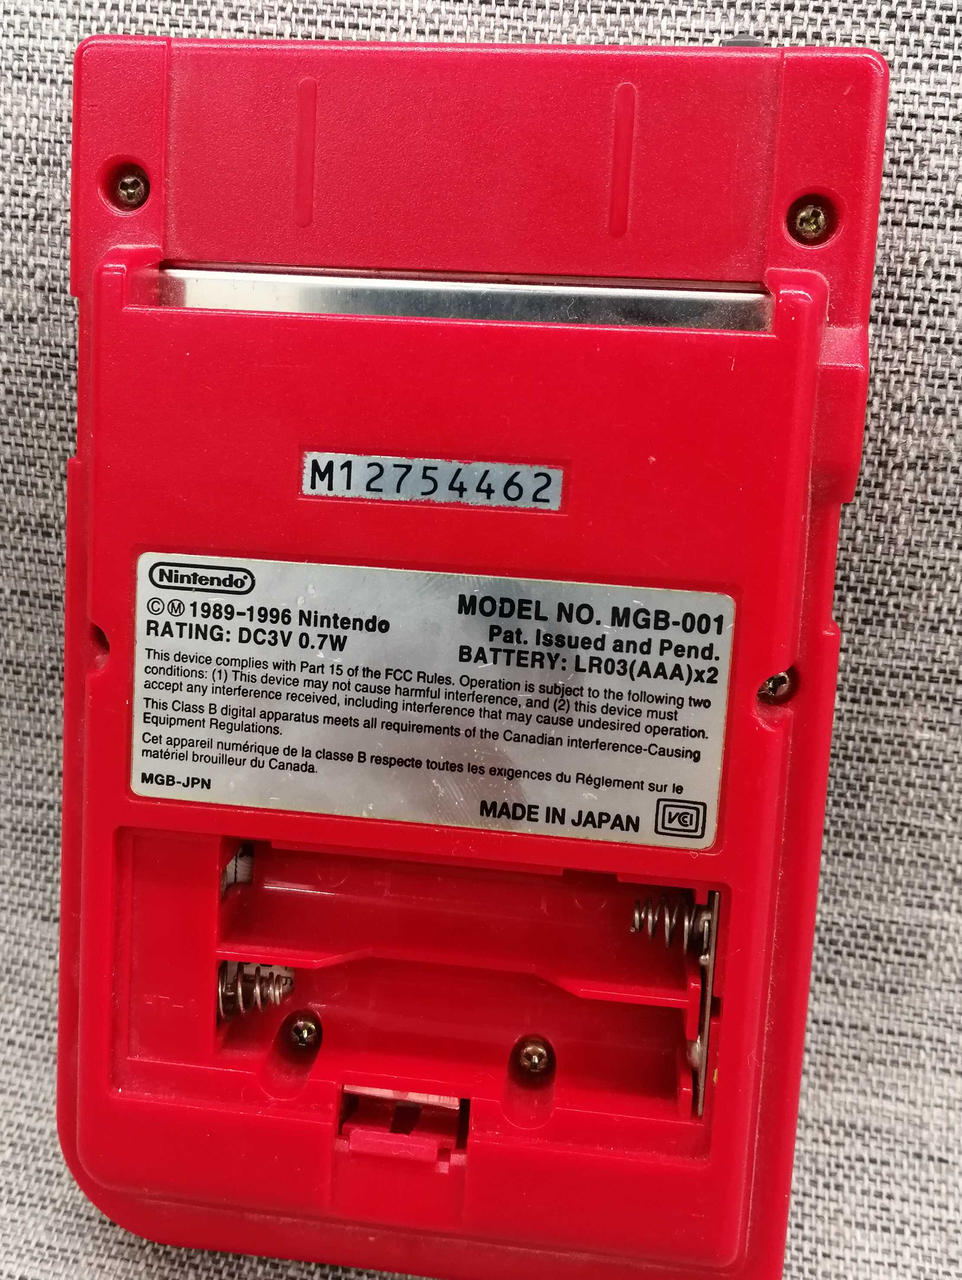 M12754462
Nintendo®
©Ⓜ 1989-1996 Nintendo
RATING: DC3V 0.7W
MODEL NO. MGB-001
Pat. Issued and Pend.
BATTERY: LR03(AAA)x2
This device complies with Part 15 of the FCC Rules. Operation is subject to the following two
conditions: (1) This device may not cause harmful interference, and (2) this device must
accept any interference received, including interference that may cause undesired operation.
This Class B digital apparatus meets all requirements of the Canadian interference-Causing
Equipment Regulations.
Cet appareil numérique de la classe B respecte toutes les exigences du Réglement sur le
matériel brouilleur du Canada.
MGB-JPN
MADE IN JAPAN
VCI